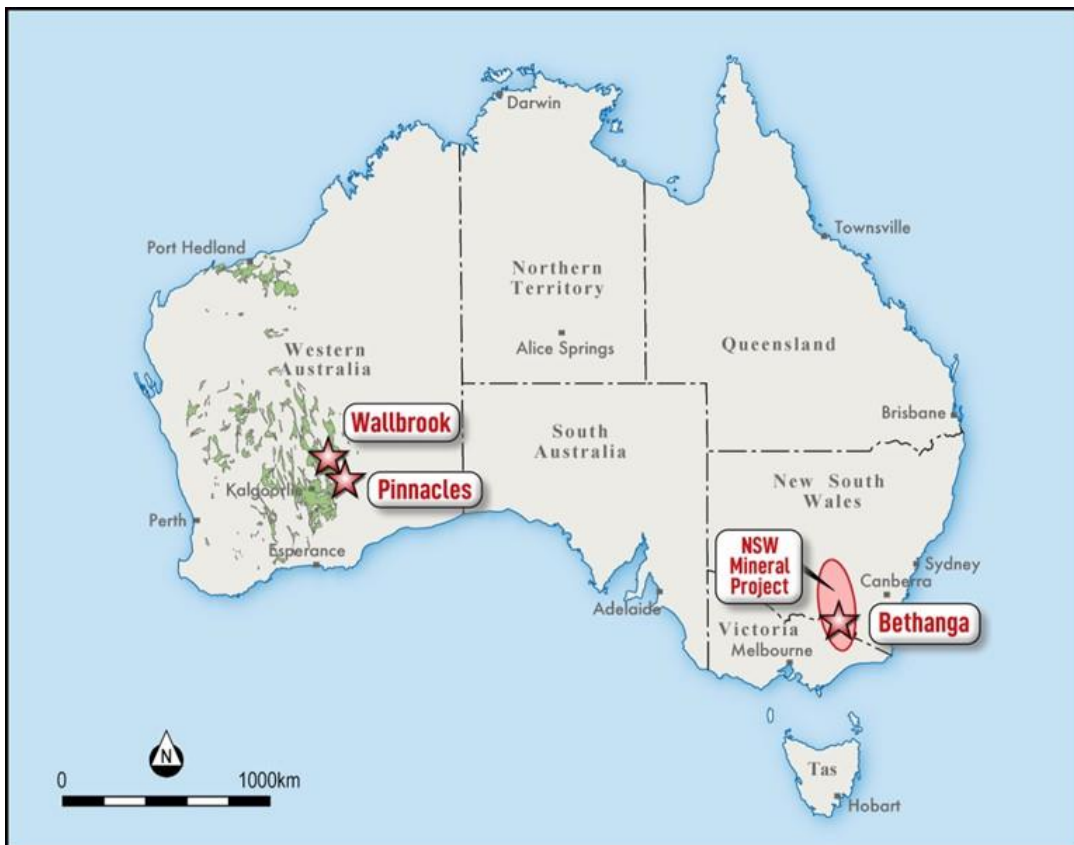 Darwin
Port Hedland
Townsville
Northern
Territory
Alice Springs
Queensland
Western
Australia
Brisbane
Wallbrook
South
Australia
New South
Wales
Kalgoorlie
Pinnacles
Perth
Esperance
NSW
Mineral
Project
Sydney
Canberra
Adelaide
Victoria
Bethanga
Melbourne
N
0 1000km
Tas
Hobart